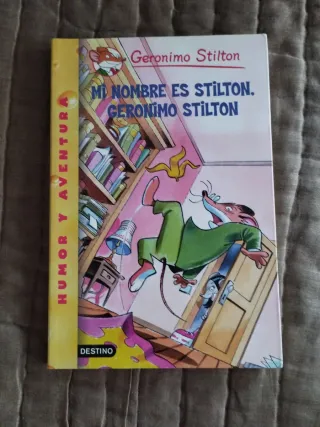 Geronimo Stilton
MI NOMBRE ES STILTON,
GERONIMO STILTON
HUMOR Y AVENTURA
DESTINO